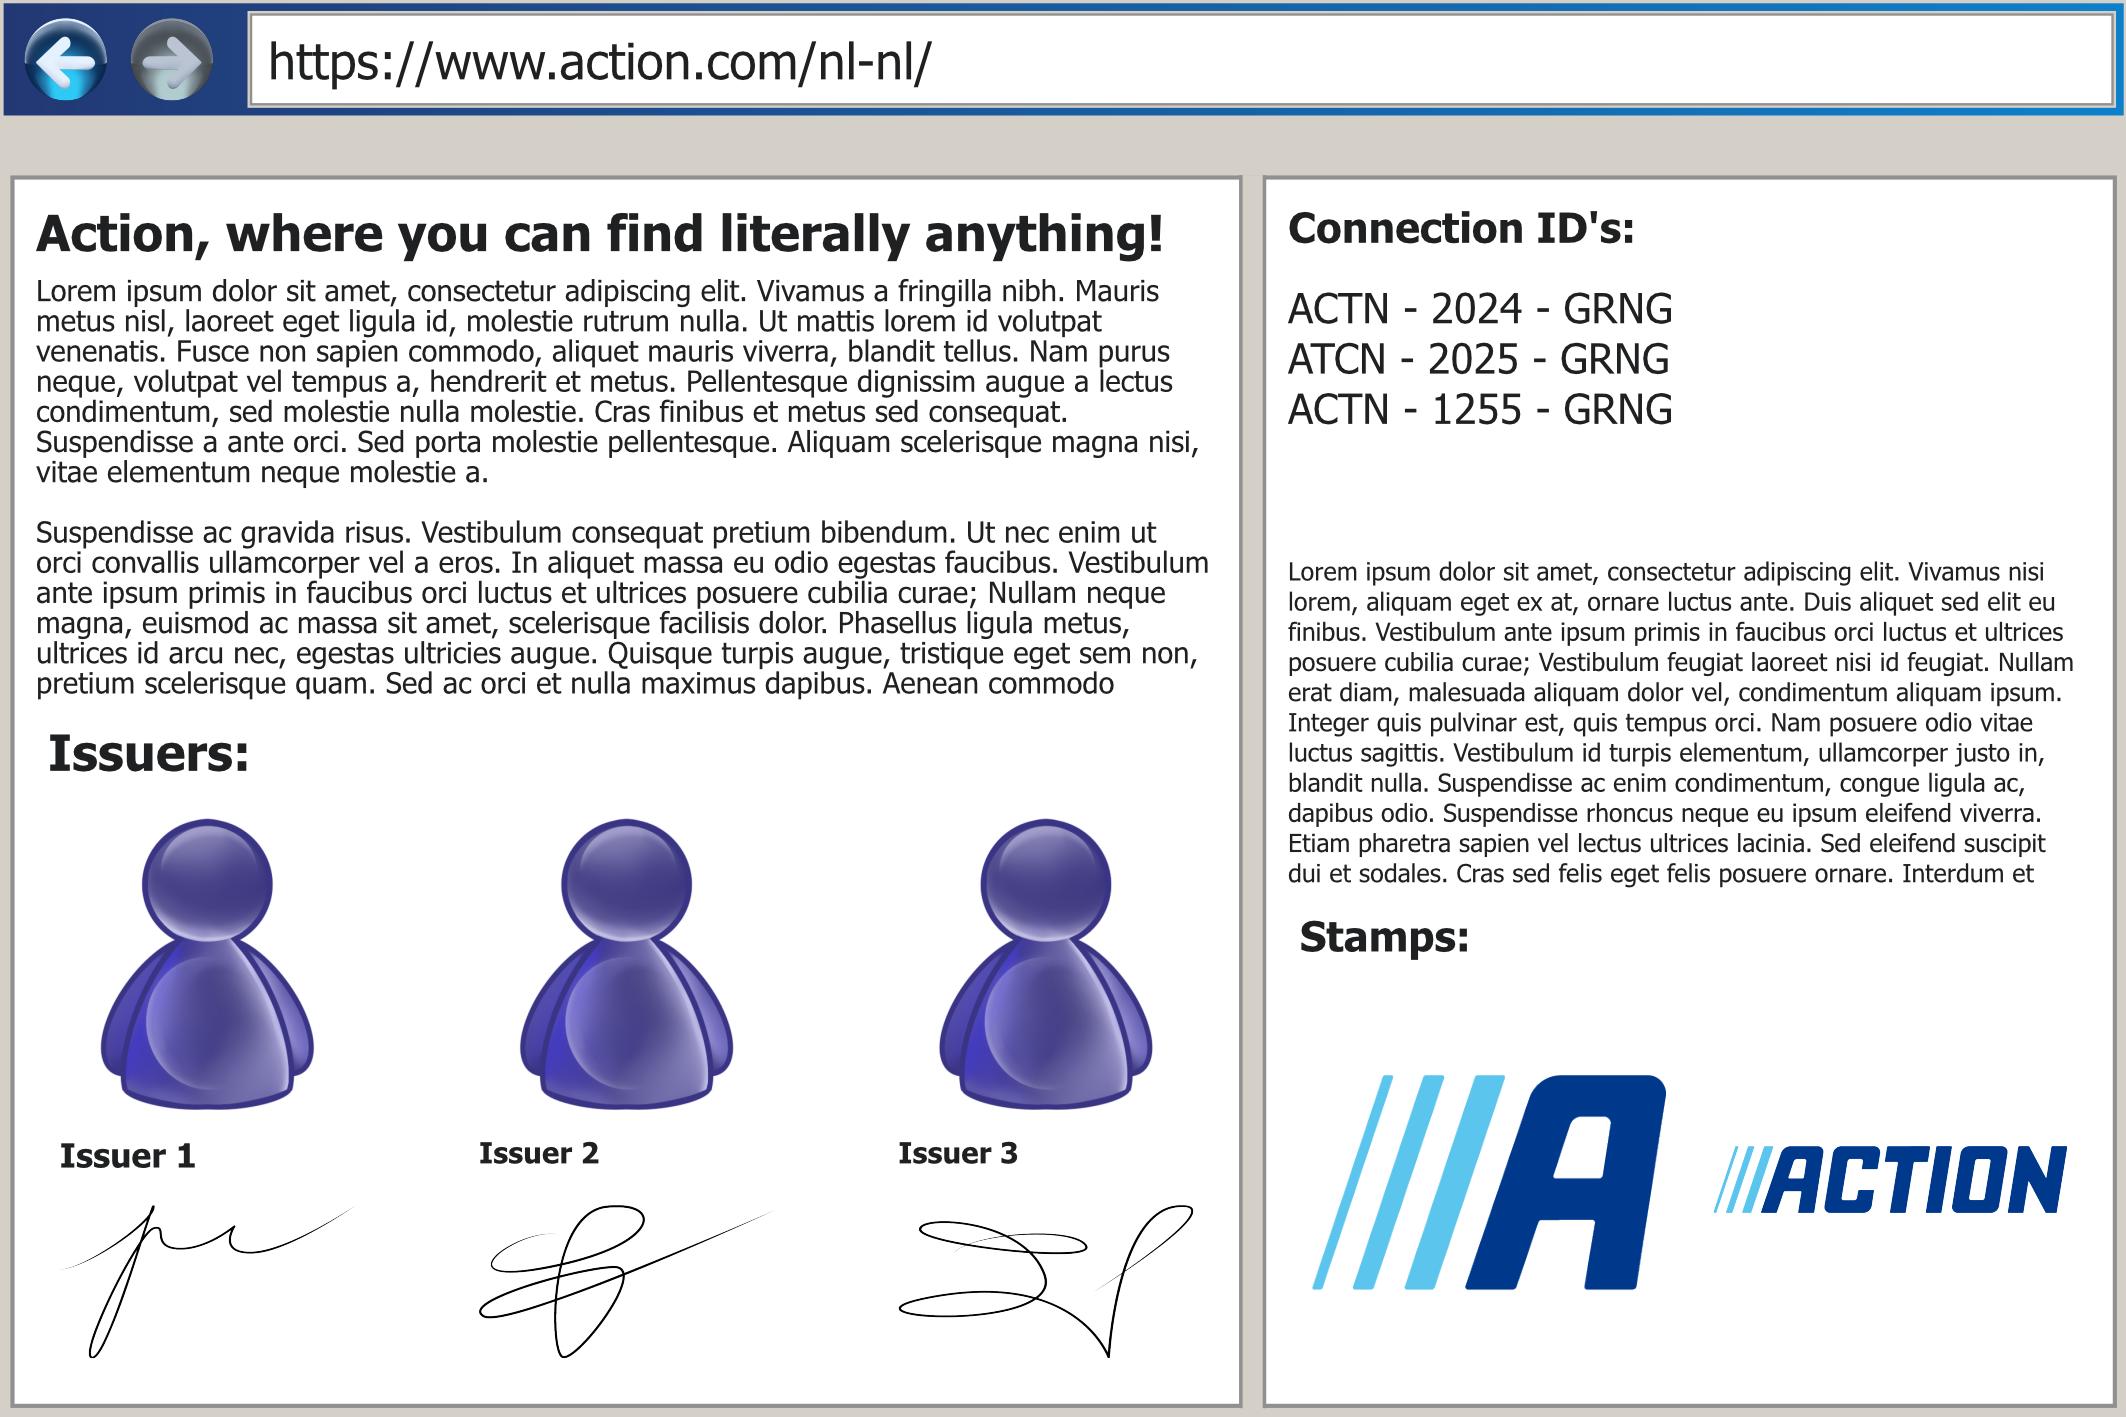 https://www.action.com/nl-nl/
Action, where you can find literally anything!
Lorem ipsum dolor sit amet, consectetur adipiscing elit. Vivamus a fringilla nibh. Mauris
metus nisl, laoreet eget ligula id, molestie rutrum nulla. Ut mattis lorem id volutpat
venenatis. Fusce non sapien commodo, aliquet mauris viverra, blandit tellus. Nam purus
neque, volutpat vel tempus a, hendrerit et metus. Pellentesque dignissim augue a lectus
condimentum, sed molestie nulla molestie. Cras finibus et metus sed consequat.
Suspendisse a ante orci. Sed porta molestie pellentesque. Aliquam scelerisque magna nisi,
vitae elementum neque molestie a.
Suspendisse ac gravida risus. Vestibulum consequat pretium bibendum. Ut nec enim ut
orci convallis ullamcorper vel a eros. In aliquet massa eu odio egestas faucibus. Vestibulum
ante ipsum primis in faucibus orci luctus et ultrices posuere cubilia curae; Nullam neque
magna, euismod ac massa sit amet, scelerisque facilisis dolor. Phasellus ligula metus,
ultrices id arcu nec, egestas ultricies augue. Quisque turpis augue, tristique eget sem non,
pretium scelerisque quam. Sed ac orci et nulla maximus dapibus. Aenean commodo
Issuers:
Issuer 1
Issuer 2
Issuer 3
Connection ID's:
ACTN - 2024 - GRNG
ATCN - 2025 - GRNG
ACTN - 1255 - GRNG
Lorem ipsum dolor sit amet, consectetur adipiscing elit. Vivamus nisi
lorem, aliquam eget ex at, ornare luctus ante. Duis aliquet sed elit eu
finibus. Vestibulum ante ipsum primis in faucibus orci luctus et ultrices
posuere cubilia curae; Vestibulum feugiat laoreet nisi id feugiat. Nullam
erat diam, malesuada aliquam dolor vel, condimentum aliquam ipsum.
Integer quis pulvinar est, quis tempus orci. Nam posuere odio vitae
luctus sagittis. Vestibulum id turpis elementum, ullamcorper justo in,
blandit nulla. Suspendisse ac enim condimentum, congue ligula ac,
dapibus odio. Suspendisse rhoncus neque eu ipsum eleifend viverra.
Etiam pharetra sapien vel lectus ultrices lacinia. Sed eleifend suscipit
dui et sodales. Cras sed felis eget felis posuere ornare. Interdum et
Stamps:
A
ACTION